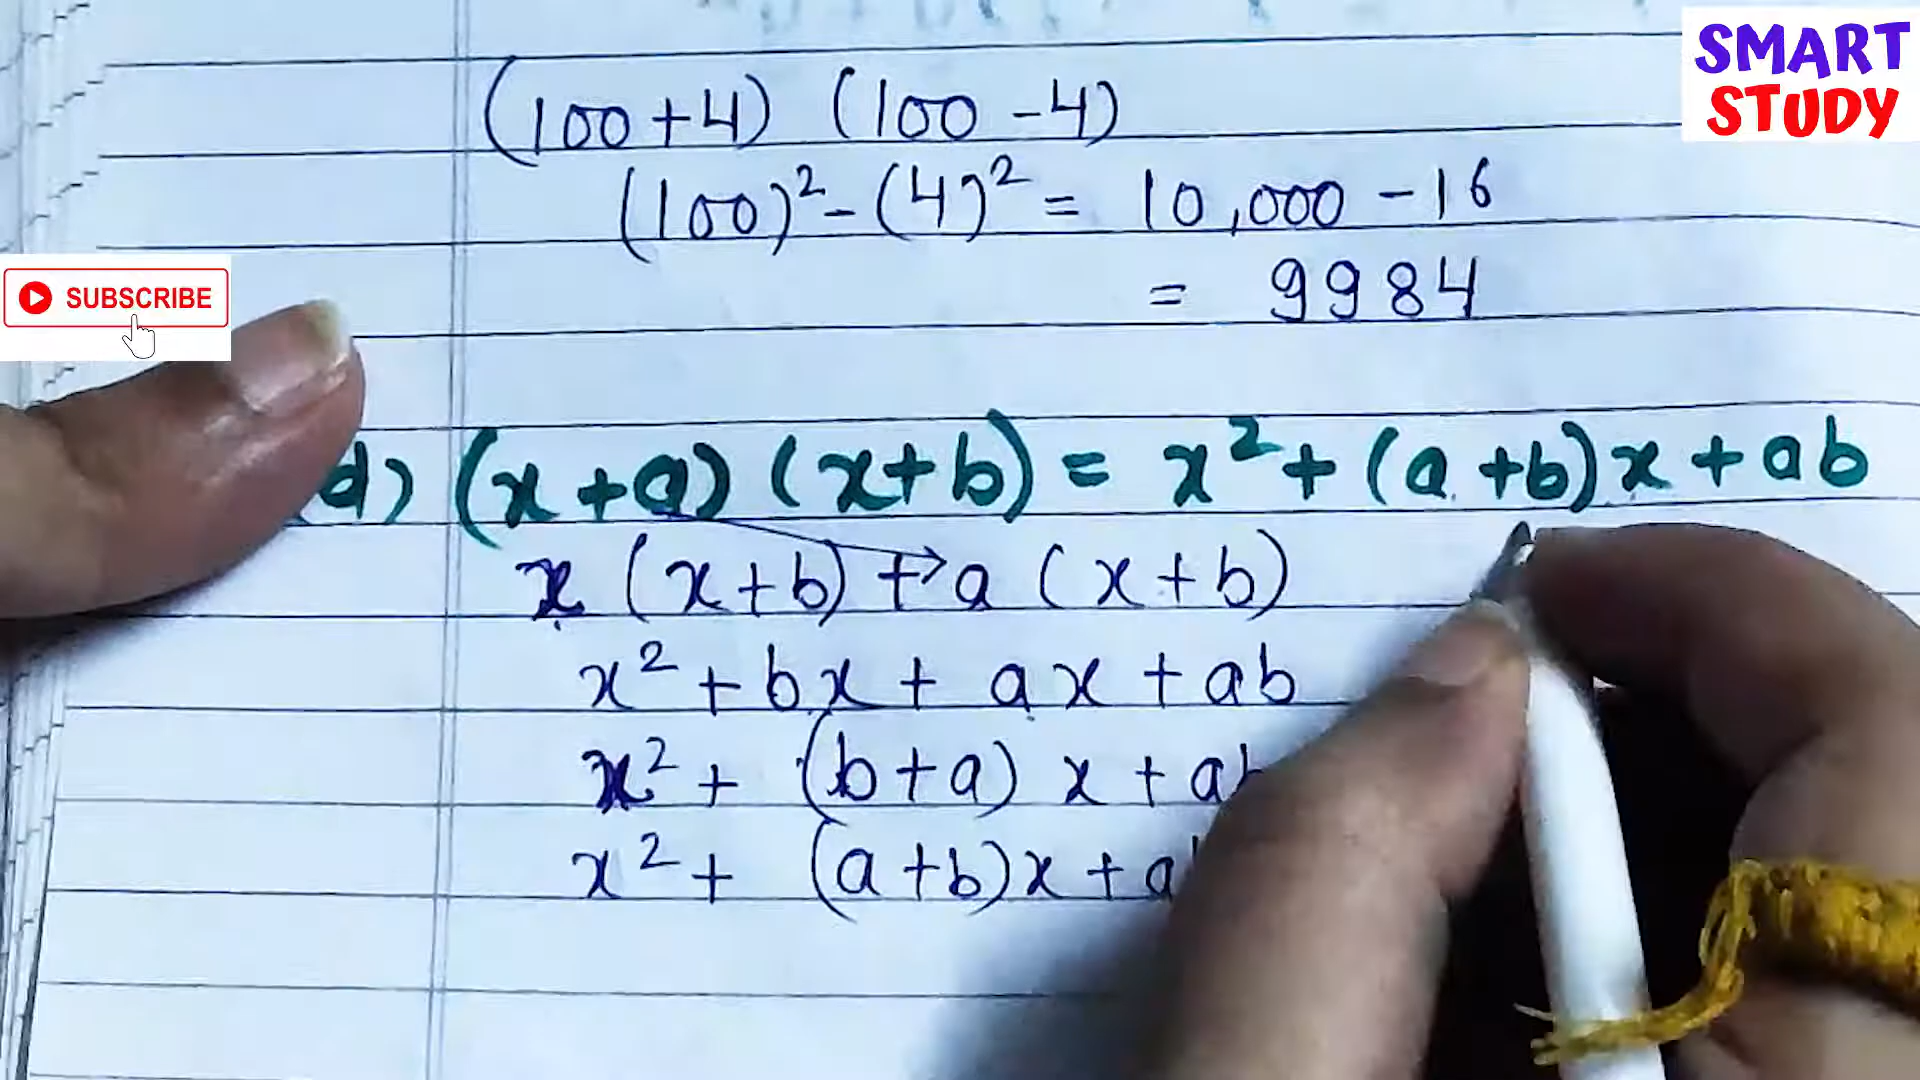 SMART
STUDY
(100+4) (100-4)
(100)² - (4)² = 10,000 - 16
= 9984
SUBSCRIBE
d) (x+a) (x+b) = x² + (a+b)x + ab
x (x+b) + a (x+b)
x² + bx + ax + ab
x² + (b+a) x + ab
x² + (a+b)x + a